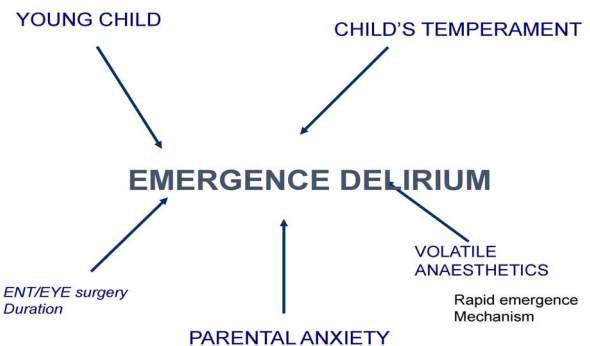 YOUNG CHILD
CHILD'S TEMPERAMENT
EMERGENCE DELIRIUM
ENT/EYE surgery
Duration
PARENTAL ANXIETY
VOLATILE
ANAESTHETICS
Rapid emergence
Mechanism